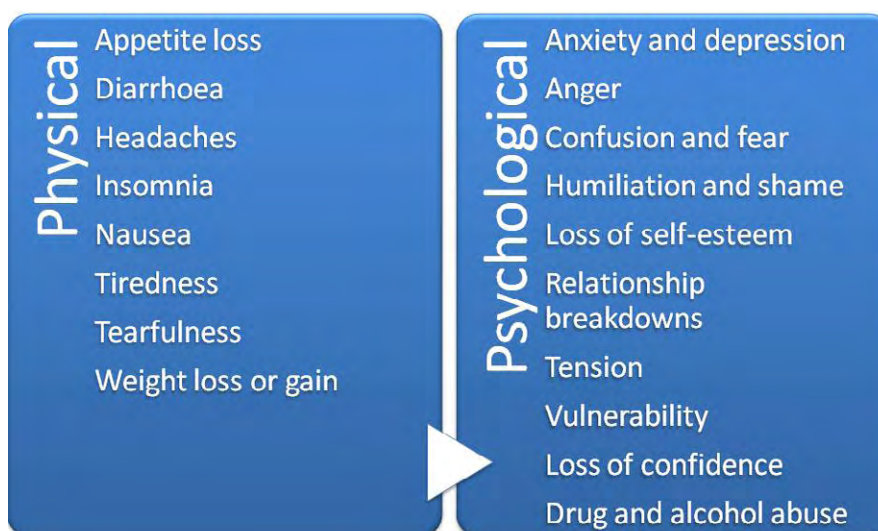 Physical
Appetite loss
Diarrhoea
Headaches
Insomnia
Nausea
Tiredness
Tearfulness
Weight loss or gain
Psychological
Anxiety and depression
Anger
Confusion and fear
Humiliation and shame
Loss of self-esteem
Relationship
breakdowns
Tension
Vulnerability
Loss of confidence
Drug and alcohol abuse